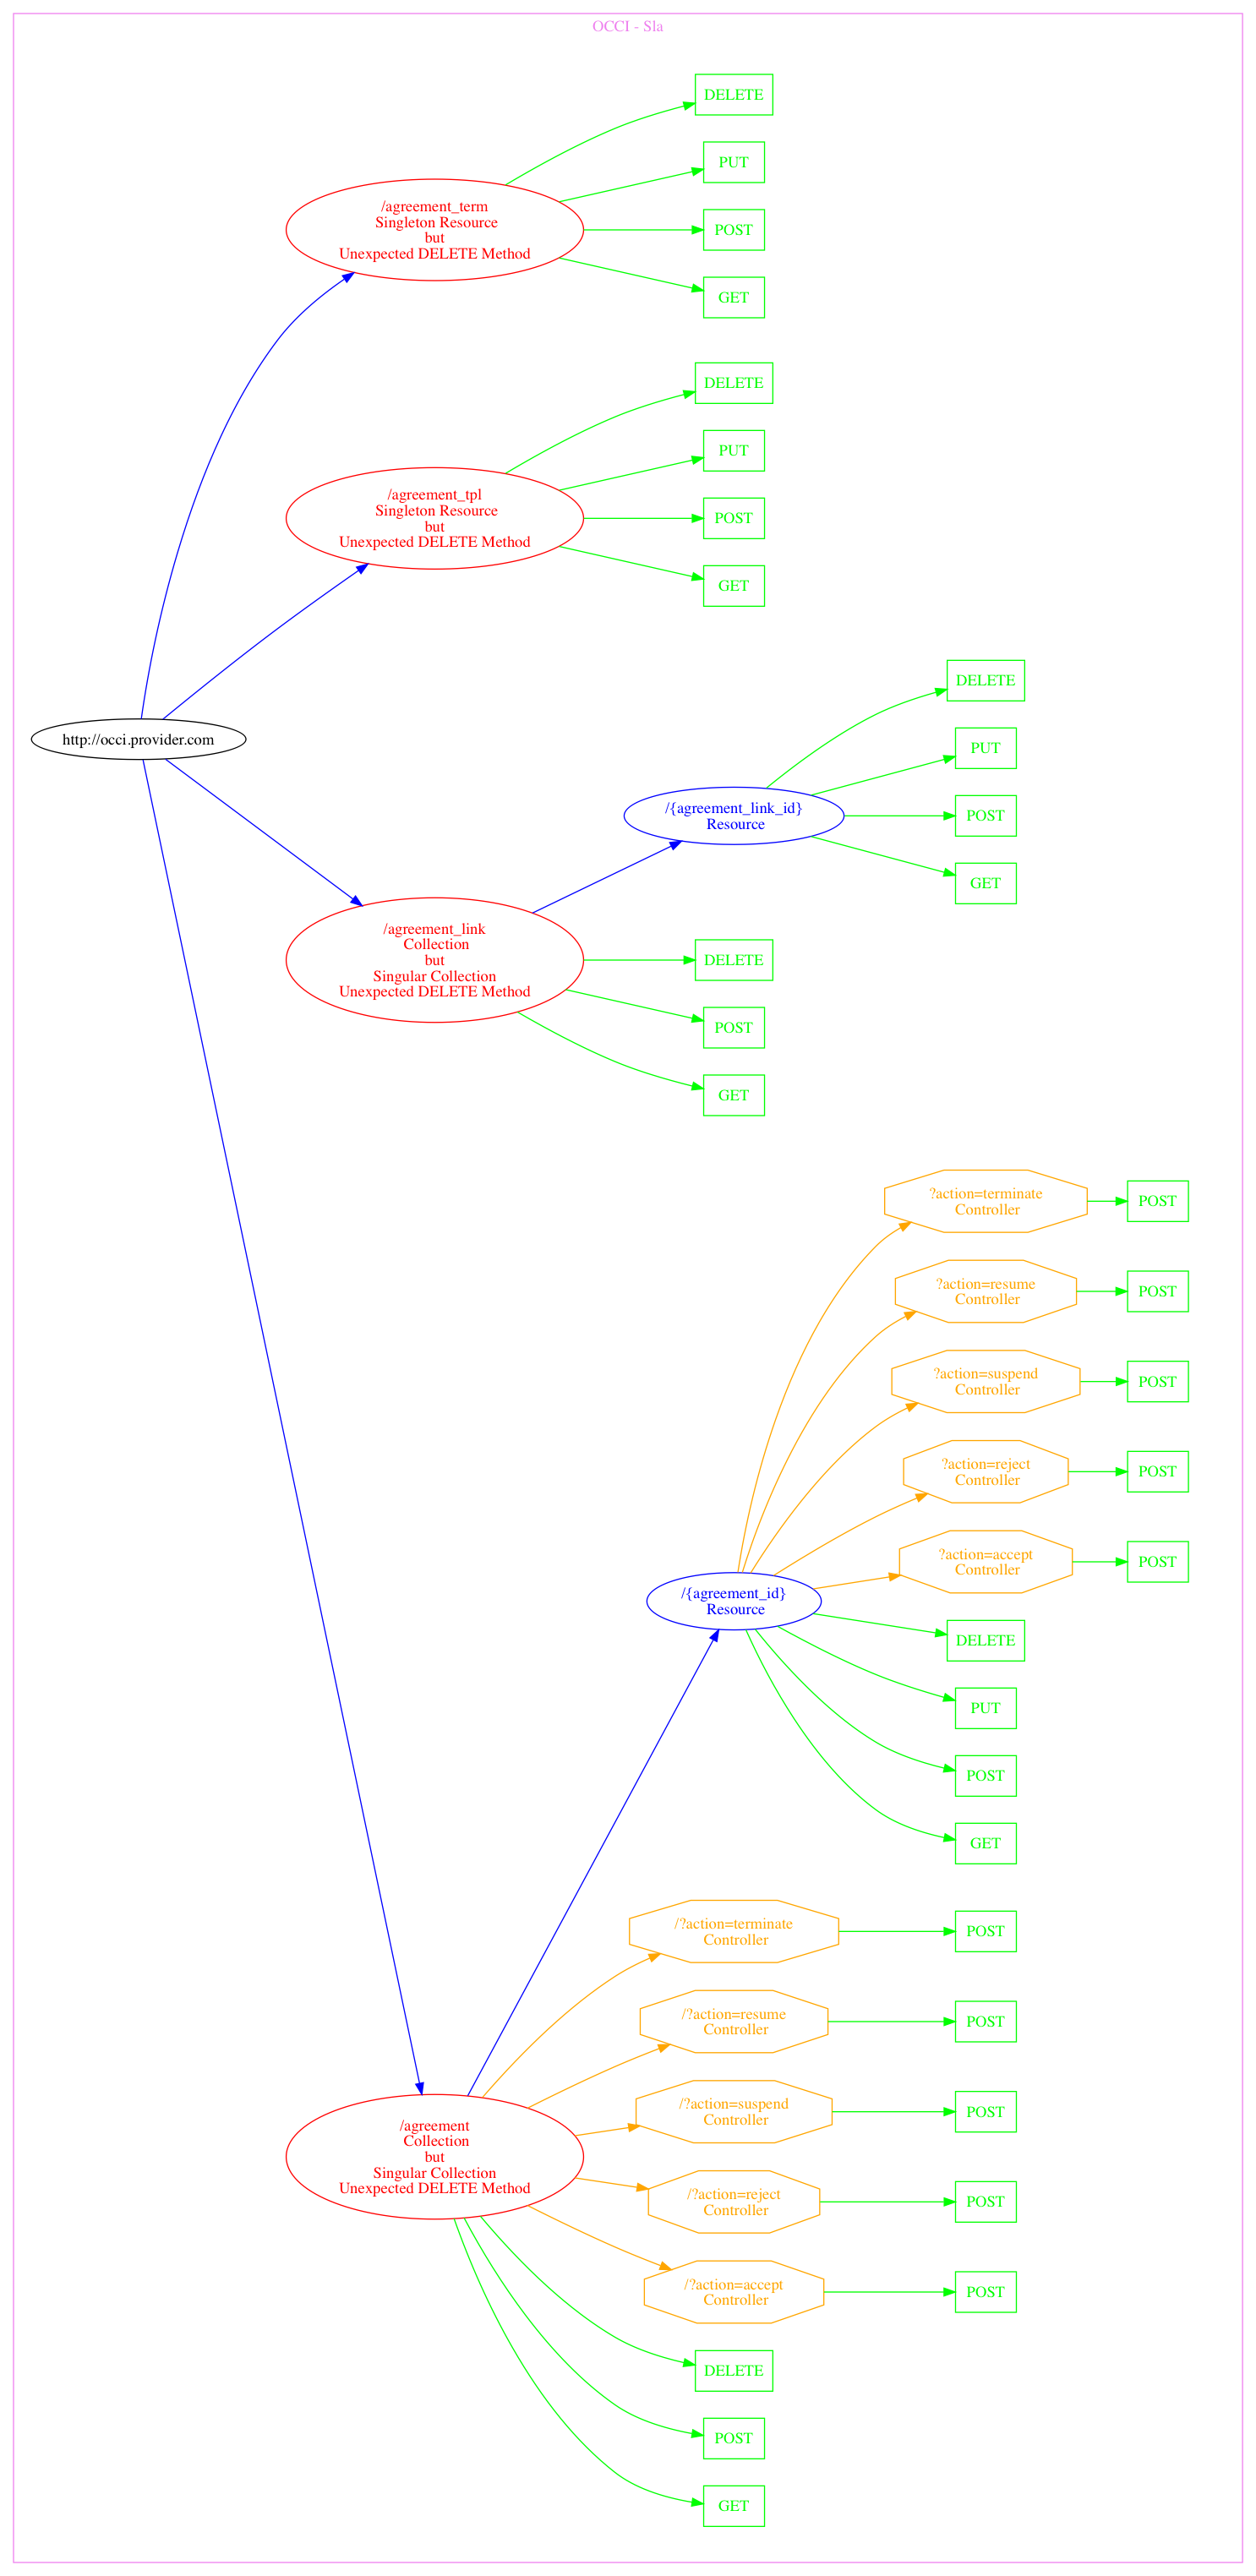 OCCI - Sla
DELETE
PUT
/agreement_term
Singleton Resource
but
Unexpected DELETE Method
POST
GET
DELETE
PUT
/agreement_tpl
Singleton Resource
but
Unexpected DELETE Method
POST
GET
http://occi.provider.com
DELETE
PUT
/{agreement_link_id}
Resource
POST
GET
/agreement_link
Collection
but
Singular Collection
Unexpected DELETE Method
DELETE
POST
GET
?action=terminate
Controller
POST
?action=resume
Controller
POST
?action=suspend
Controller
POST
?action=reject
Controller
POST
?action=accept
Controller
POST
/{agreement_id}
Resource
DELETE
PUT
POST
GET
/?action=terminate
Controller
POST
/?action=resume
Controller
POST
/?action=suspend
Controller
POST
/agreement
Collection
but
Singular Collection
Unexpected DELETE Method
/?action=reject
Controller
POST
/?action=accept
Controller
POST
DELETE
POST
GET